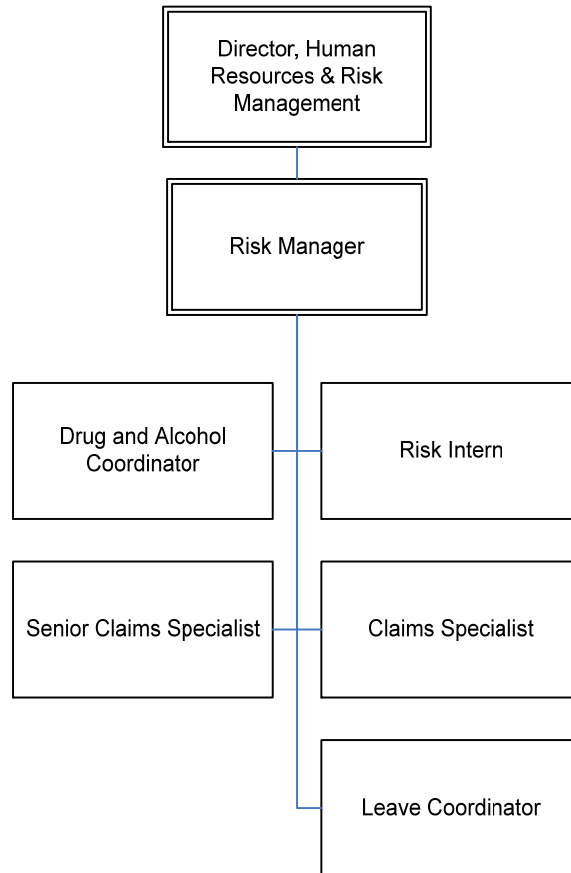 Director, Human
Resources & Risk
Management
Risk Manager
Drug and Alcohol
Coordinator
Risk Intern
Senior Claims Specialist
Claims Specialist
Leave Coordinator